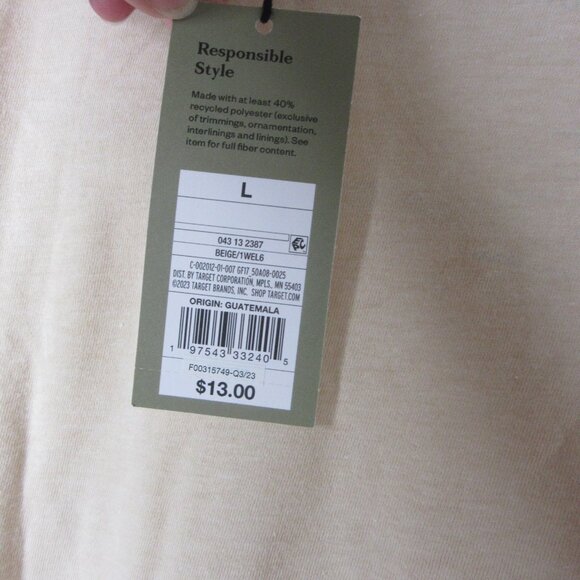 Responsible
Style
Made with at least 40%
recycled polyester (exclusive
of trimmings, ornamentation,
interlinings and linings). See
item for full fiber content.
L
043 13 2387
BEIGE/1WEL6
C-002012-01-007 GF17 50A08-0025
DIST. BY TARGET CORPORATION, MPLS., MN 55403
©2023 TARGET BRANDS, INC. SHOP TARGET.COM
ORIGIN: GUATEMALA
1 97543 33240 5
F00315749-Q3/23
$13.00